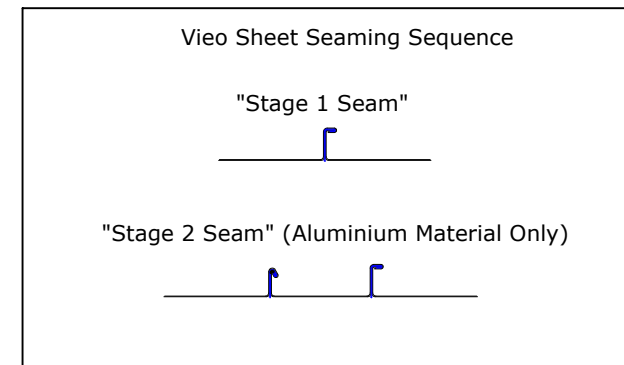 Vieo Sheet Seaming Sequence
"Stage 1 Seam"
"Stage 2 Seam" (Aluminium Material Only)